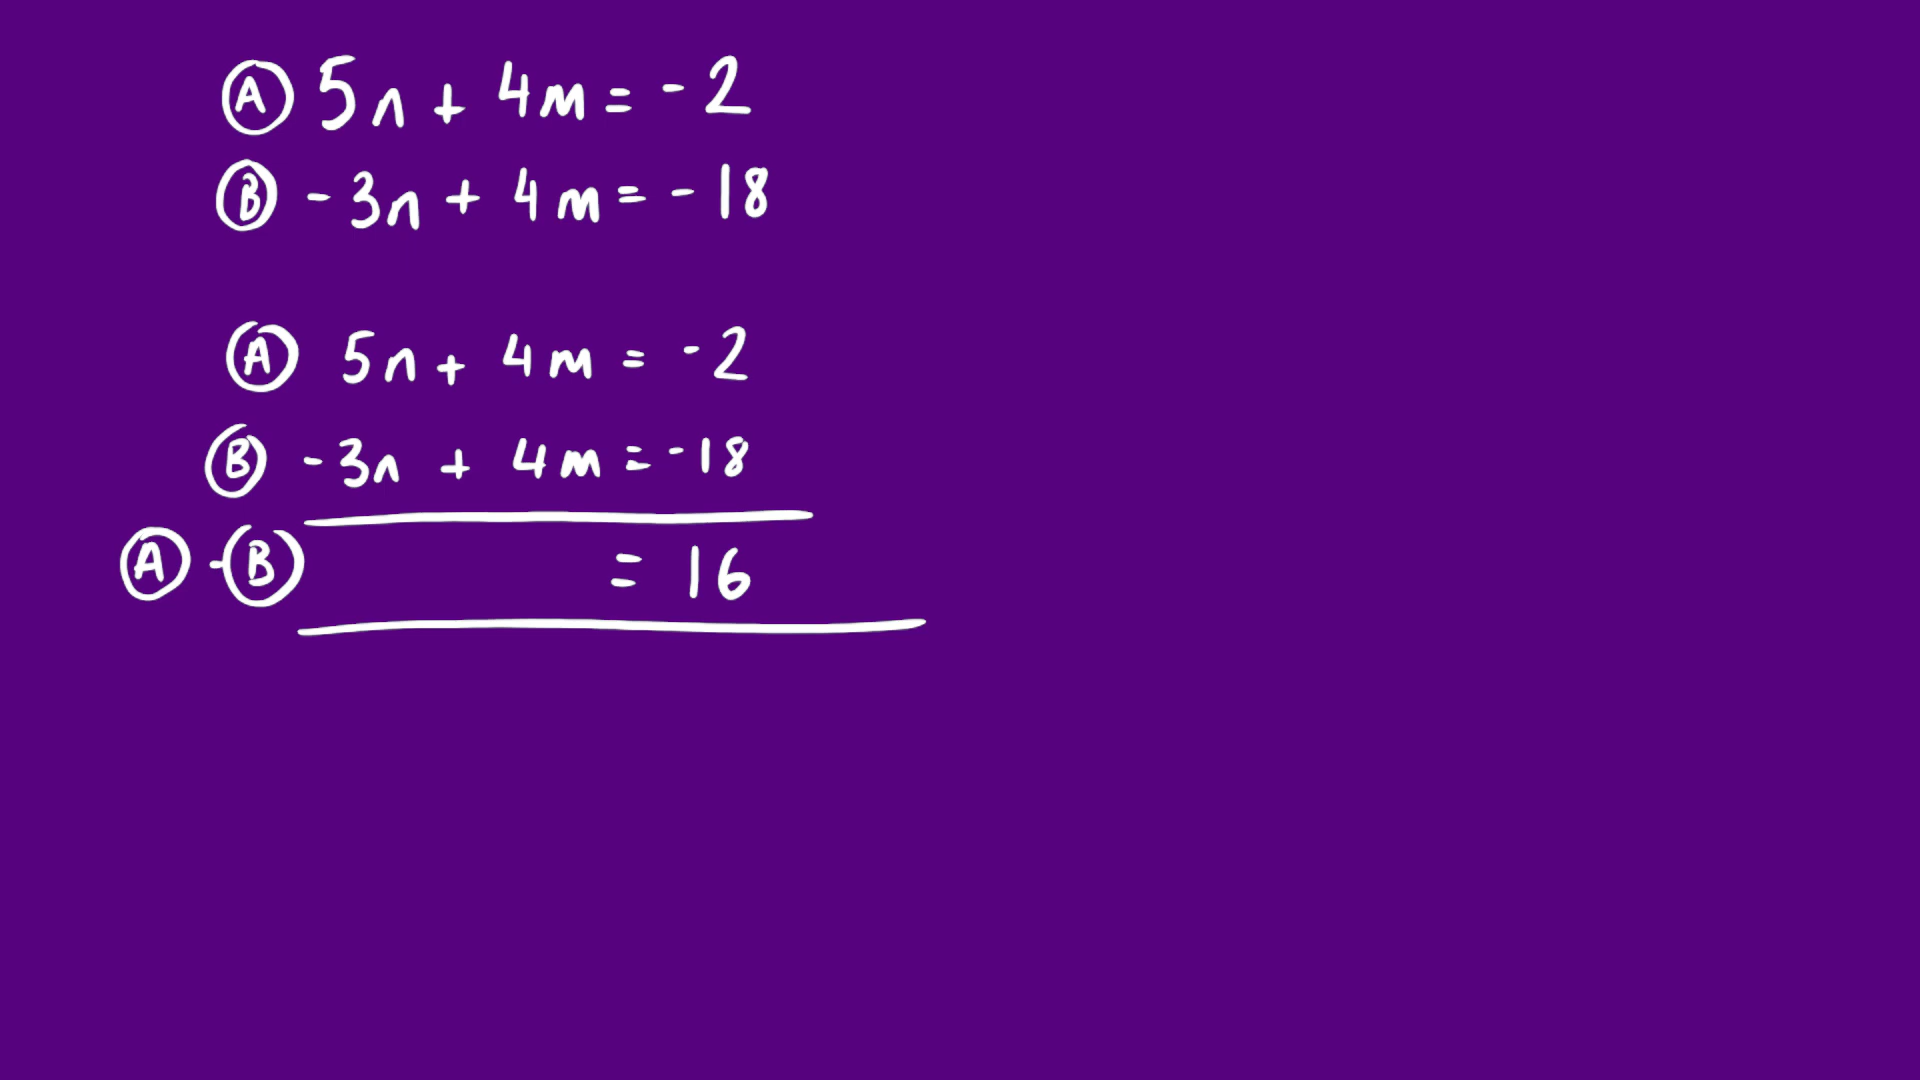 Ⓐ 5n + 4m = -2
Ⓑ -3n + 4m = -18
Ⓐ 5n + 4m = -2
Ⓑ -3n + 4m = -18
Ⓐ - Ⓑ = 16